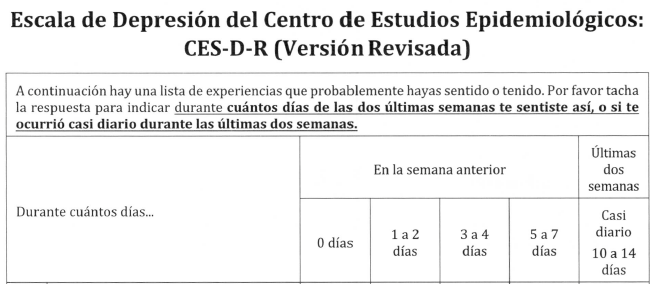 Escala de Depresión del Centro de Estudios Epidemiológicos:
CES-D-R (Versión Revisada)
A continuación hay una lista de experiencias que probablemente hayas sentido o tenido. Por favor tacha
la respuesta para indicar durante cuántos días de las dos últimas semanas te sentiste así, o si te
ocurrió casi diario durante las últimas dos semanas.
Durante cuántos días...
En la semana anterior
Últimas
dos
semanas
0 días
1 a 2
días
3 a 4
días
5 a 7
días
Casi
diario
10 a 14
días